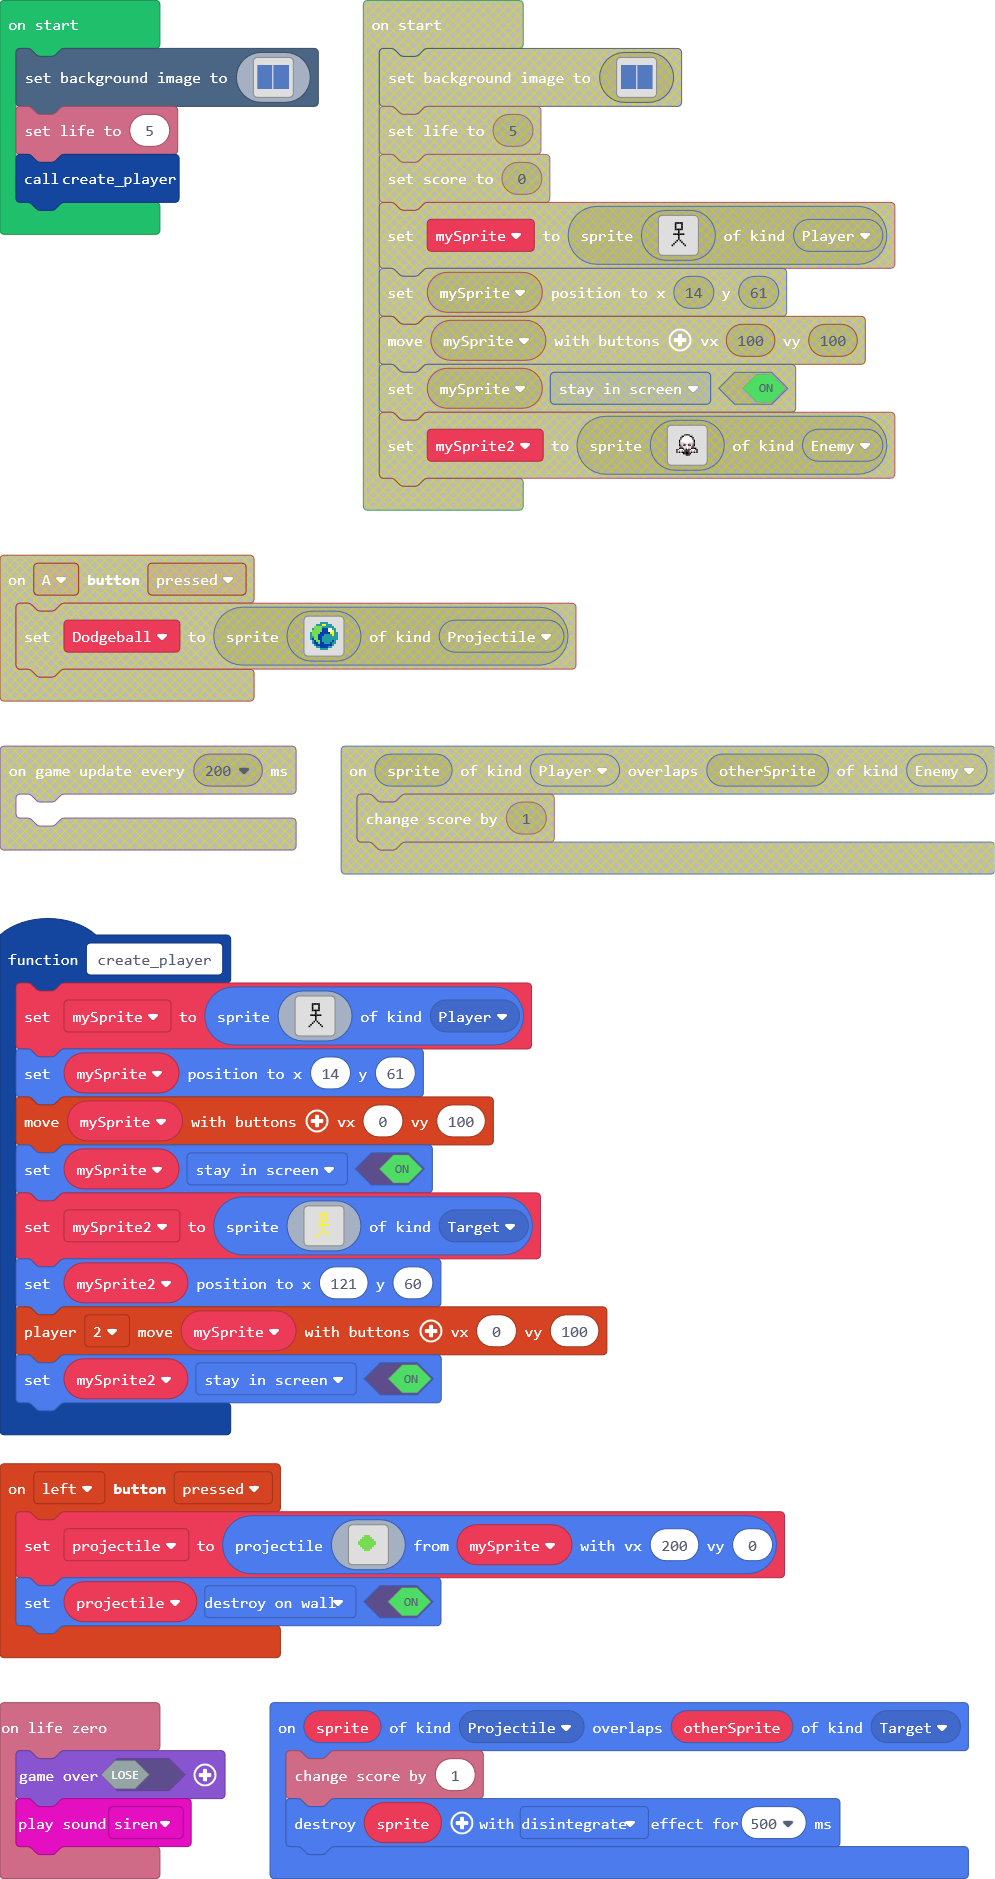 on start
set background image to
set life to 5
call create_player
on start
set background image to
set life to 5
set score to 0
set mySprite to sprite of kind Player
set mySprite position to x 14 y 61
move mySprite with buttons vx 100 vy 100
set mySprite stay in screen ON
set mySprite2 to sprite of kind Enemy
on A button pressed
set Dodgeball to sprite of kind Projectile
on game update every 200 ms
on sprite of kind Player overlaps otherSprite of kind Enemy
change score by 1
function create_player
set mySprite to sprite of kind Player
set mySprite position to x 14 y 61
move mySprite with buttons vx 0 vy 100
set mySprite stay in screen ON
set mySprite2 to sprite of kind Target
set mySprite2 position to x 121 y 60
player 2 move mySprite with buttons vx 0 vy 100
set mySprite2 stay in screen ON
on left button pressed
set projectile to projectile from mySprite with vx 200 vy 0
set projectile destroy on wall ON
on life zero
game over LOSE
play sound siren
on sprite of kind Projectile overlaps otherSprite of kind Target
change score by 1
destroy sprite with disintegrate effect for 500 ms